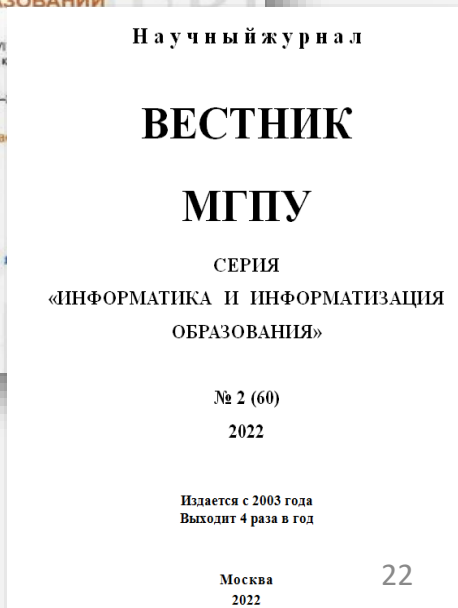 АЗОВАНИИ
Научный журнал
ВЕСТНИК
МГПУ
СЕРИЯ
«ИНФОРМАТИКА И ИНФОРМАТИЗАЦИЯ
ОБРАЗОВАНИЯ»
№ 2 (60)
2022
Издается с 2003 года
Выходит 4 раза в год
Москва
2022
22